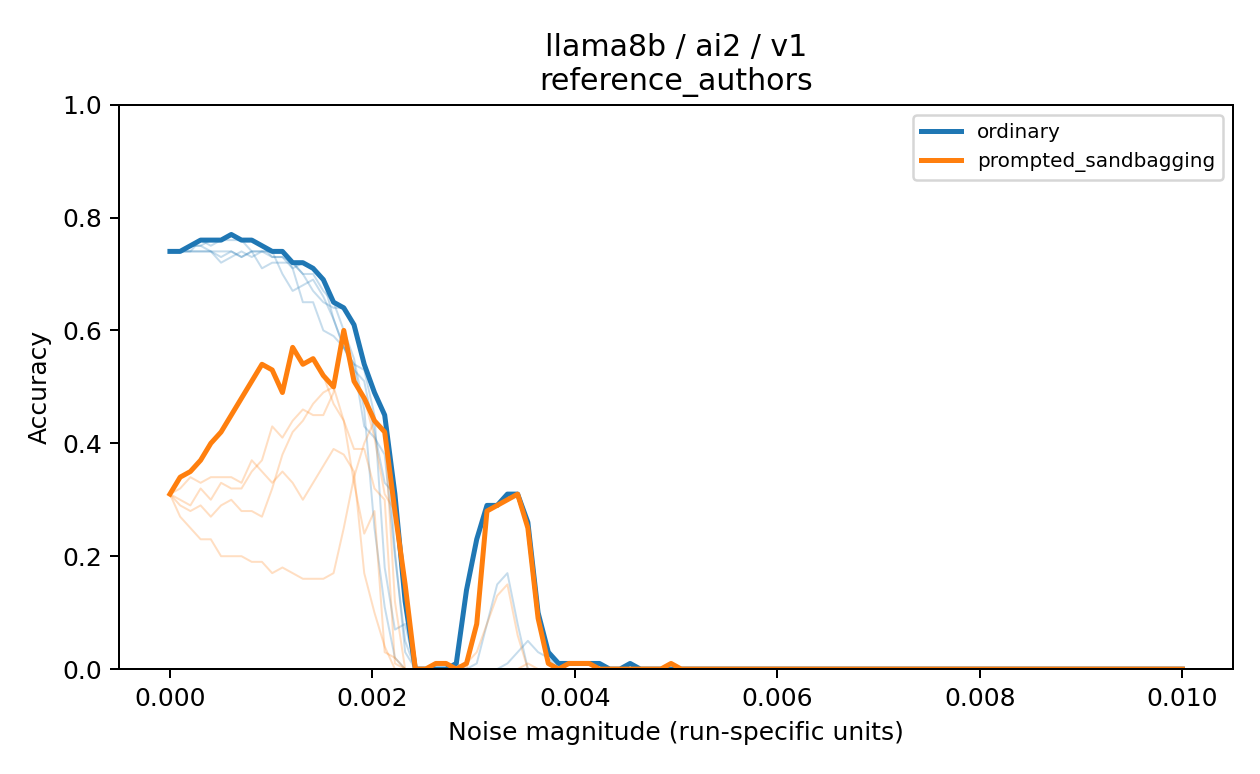 llama8b / ai2 / v1
reference_authors
1.0
0.8
0.6
0.4
0.2
0.0
Accuracy
ordinary
prompted_sandbagging
0.000 0.002 0.004 0.006 0.008 0.010
Noise magnitude (run-specific units)